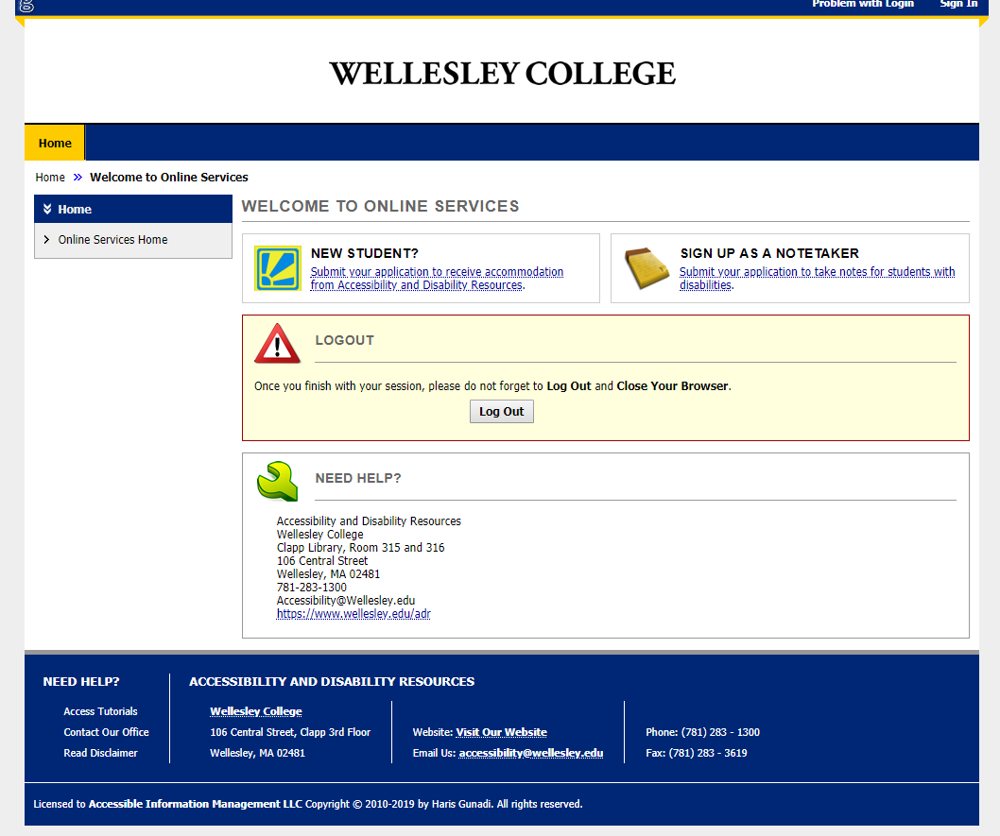 Problem with Login Sign In
WELLESLEY COLLEGE
Home
Home » Welcome to Online Services
Home
Online Services Home
WELCOME TO ONLINE SERVICES
NEW STUDENT?
Submit your application to receive accommodation
from Accessibility and Disability Resources.
SIGN UP AS A NOTETAKER
Submit your application to take notes for students with
disabilities.
LOGOUT
Once you finish with your session, please do not forget to Log Out and Close Your Browser.
Log Out
NEED HELP?
Accessibility and Disability Resources
Wellesley College
Clapp Library, Room 315 and 316
106 Central Street
Wellesley, MA 02481
781-283-1300
Accessibility@Wellesley.edu
https://www.wellesley.edu/adr
NEED HELP?
Access Tutorials
Contact Our Office
Read Disclaimer
ACCESSIBILITY AND DISABILITY RESOURCES
Wellesley College
106 Central Street, Clapp 3rd Floor
Wellesley, MA 02481
Website: Visit Our Website
Email Us: accessibility@wellesley.edu
Phone: (781) 283 - 1300
Fax: (781) 283 - 3619
Licensed to Accessible Information Management LLC Copyright © 2010-2019 by Haris Gunadi. All rights reserved.